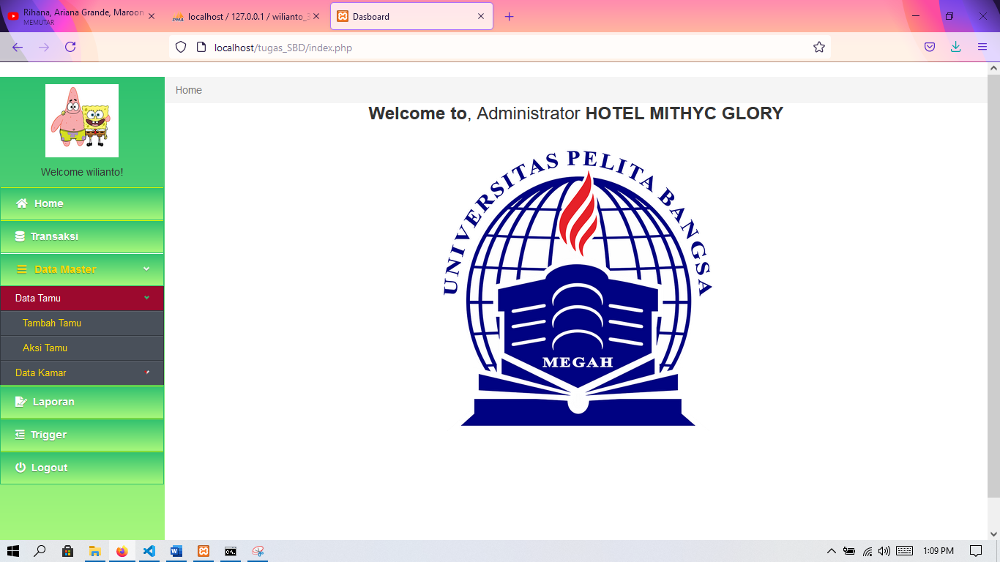 Rihana, Ariana Grande, Maroon
MEMUTAR
localhost / 127.0.0.1 / wilianto_3
Dasboard
localhost/tugas_SBD/index.php
Home
Welcome to, Administrator HOTEL MITHYC GLORY
Welcome wilianto!
Home
Transaksi
Data Master
Data Tamu
Tambah Tamu
Aksi Tamu
Data Kamar
Laporan
Trigger
Logout
UNIVERSITAS PELITA BANGSA
MEGAH
1:09 PM